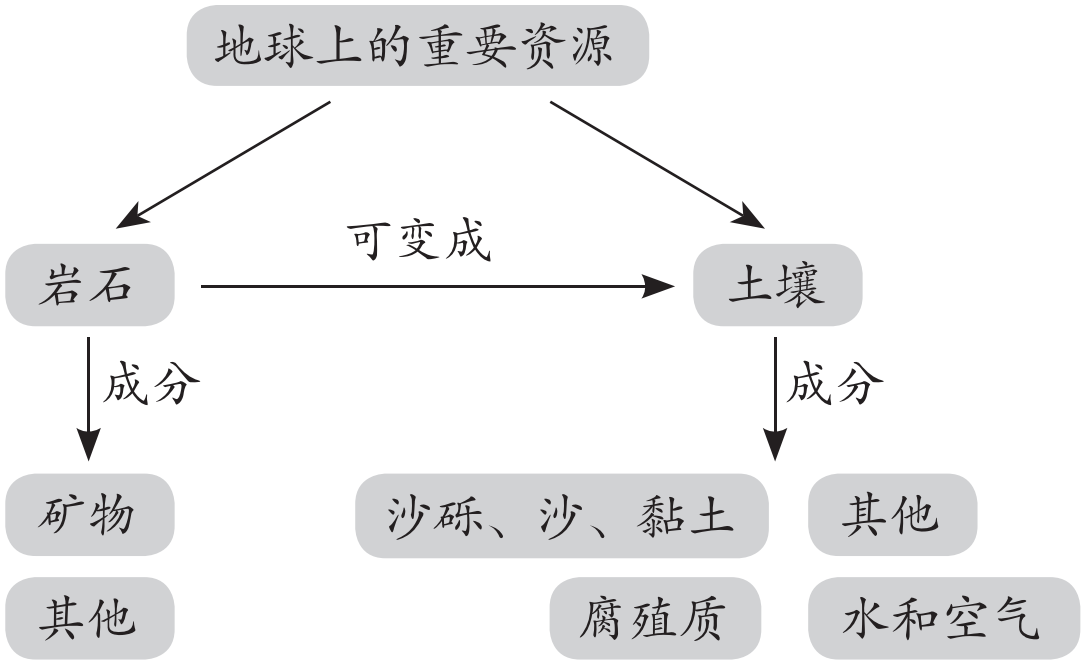 地球上的重要资源
可变成
岩石
土壤
成分
成分
矿物
沙砾、沙、黏土
其他
其他
腐殖质
水和空气